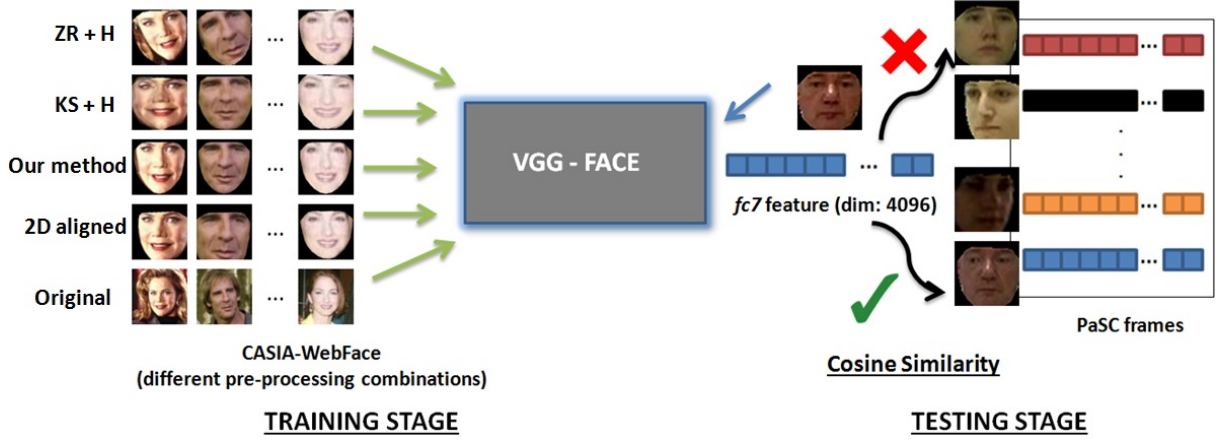 ZR + H
...
KS + H
...
Our method
...
2D aligned
...
Original
...
CASIA-WebFace
(different pre-processing combinations)
TRAINING STAGE
VGG - FACE
...
fc7 feature (dim: 4096)
...
...
...
...
PaSC frames
Cosine Similarity
TESTING STAGE